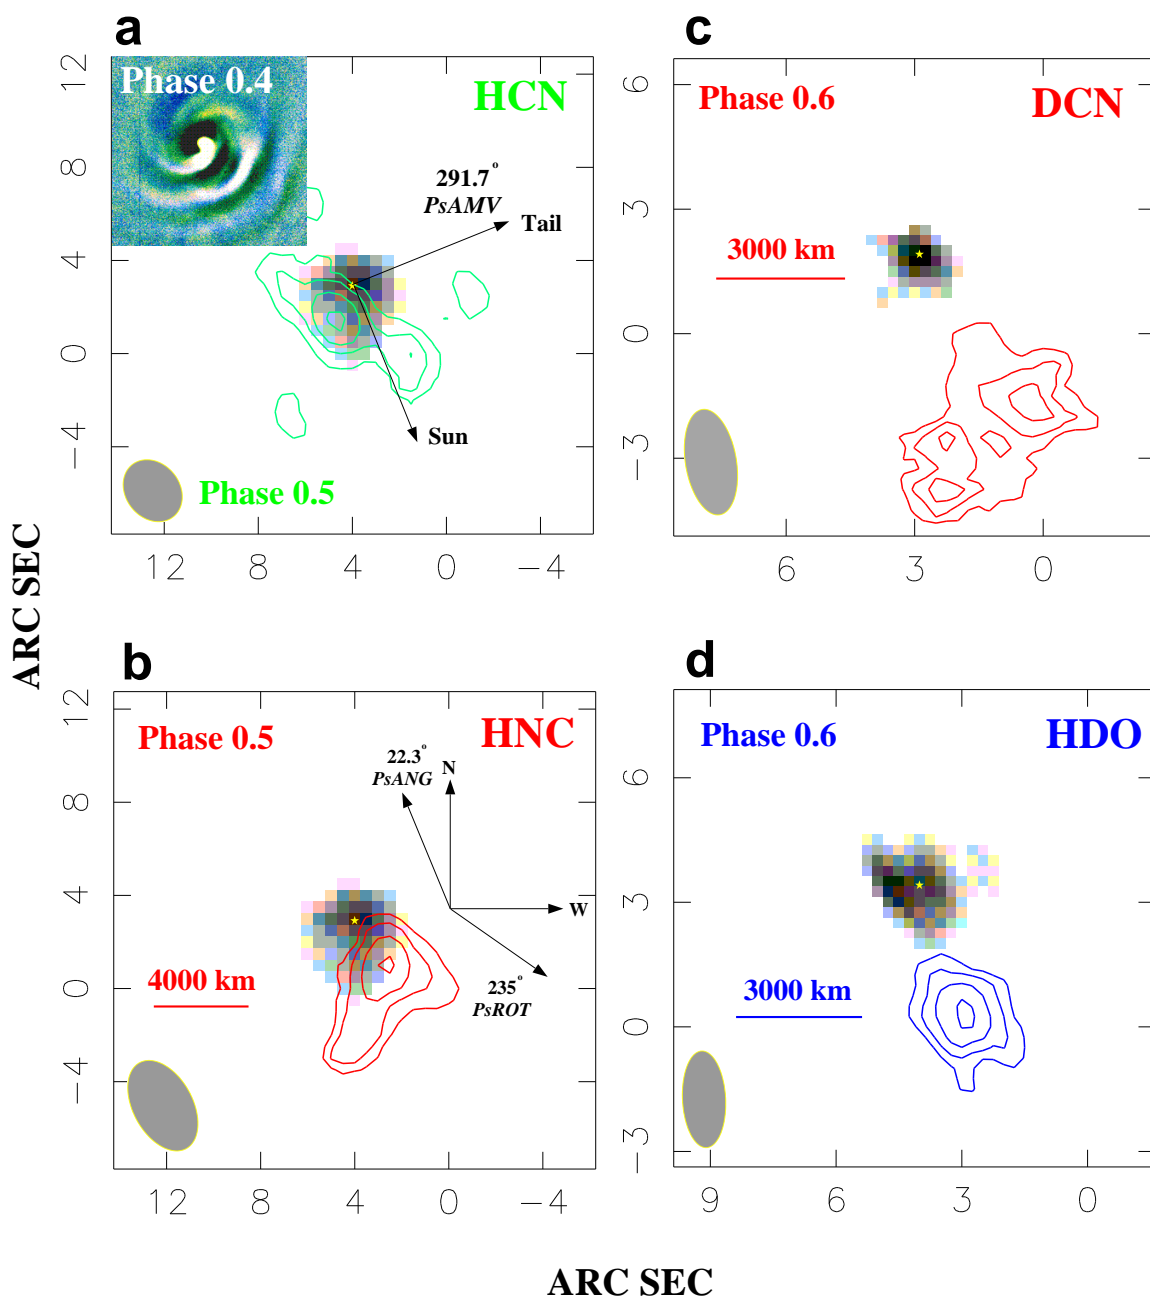 a
Phase 0.4
HCN
291.7°
PsAMV
Tail
Sun
Phase 0.5
12
8
4
0
−4
12 8 4 0 −4
c
Phase 0.6
DCN
3000 km
6
3
0
−3
6 3 0
b
Phase 0.5
HNC
22.3°
PsANG
N
W
235°
PsROT
4000 km
12
8
4
0
−4
12 8 4 0 −4
d
Phase 0.6
HDO
3000 km
6
3
0
−3
9 6 3 0
ARC SEC
ARC SEC